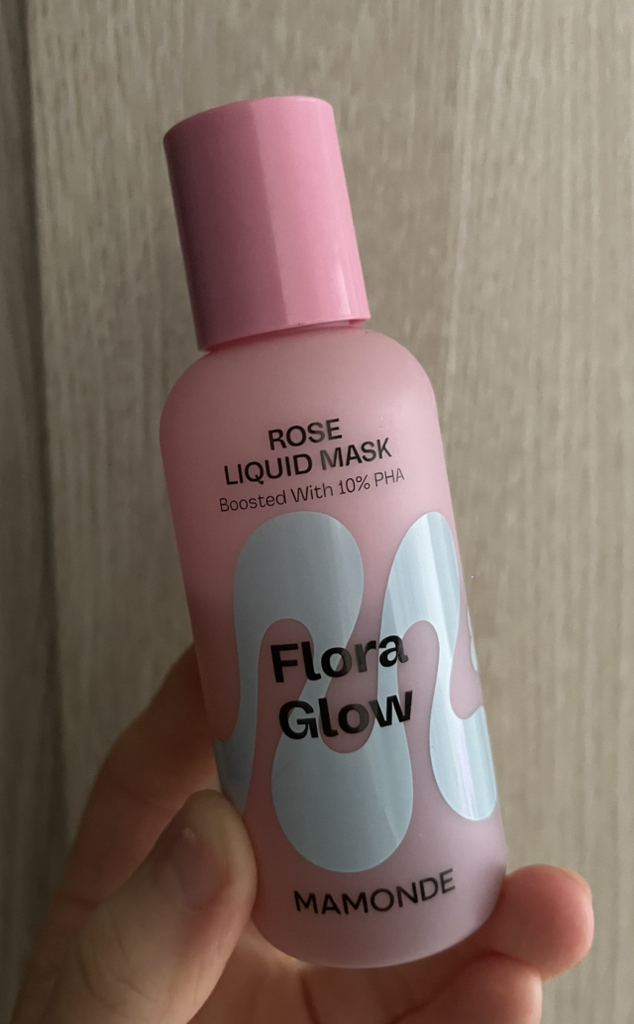 ROSE
LIQUID MASK
Boosted With 10% PHA
Flora
Glow
MAMONDE